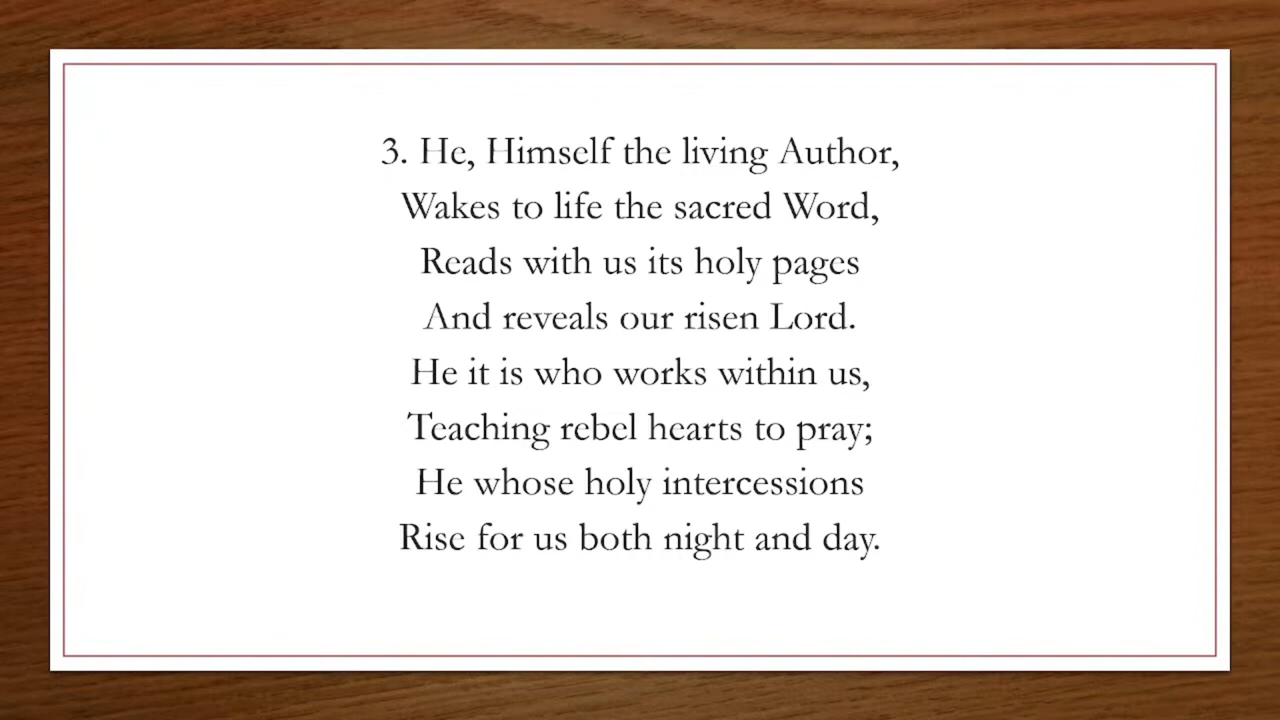 3. He, Himself the living Author,
Wakes to life the sacred Word,
Reads with us its holy pages
And reveals our risen Lord.
He it is who works within us,
Teaching rebel hearts to pray;
He whose holy intercessions
Rise for us both night and day.